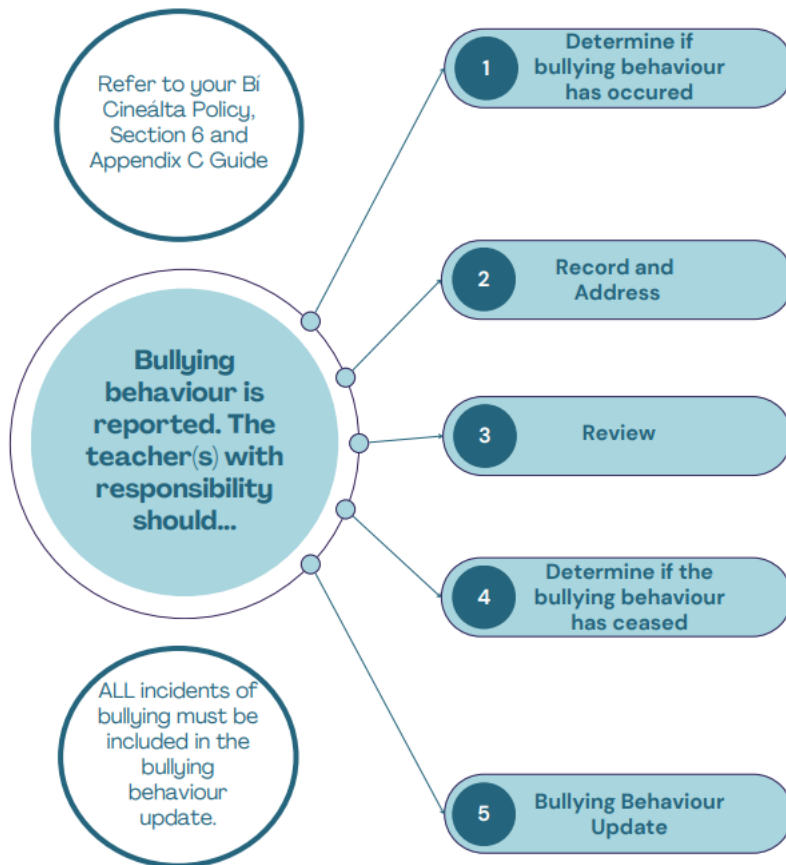 Refer to your Bí
Cineálta Policy,
Section 6 and
Appendix C Guide
Bullying
behaviour is
reported. The
teacher(s) with
responsibility
should...
ALL incidents of
bullying must be
included in the
bullying
behaviour
update.
1
Determine if
bullying behaviour
has occured
2
Record and
Address
3
Review
4
Determine if the
bullying behaviour
has ceased
5
Bullying Behaviour
Update